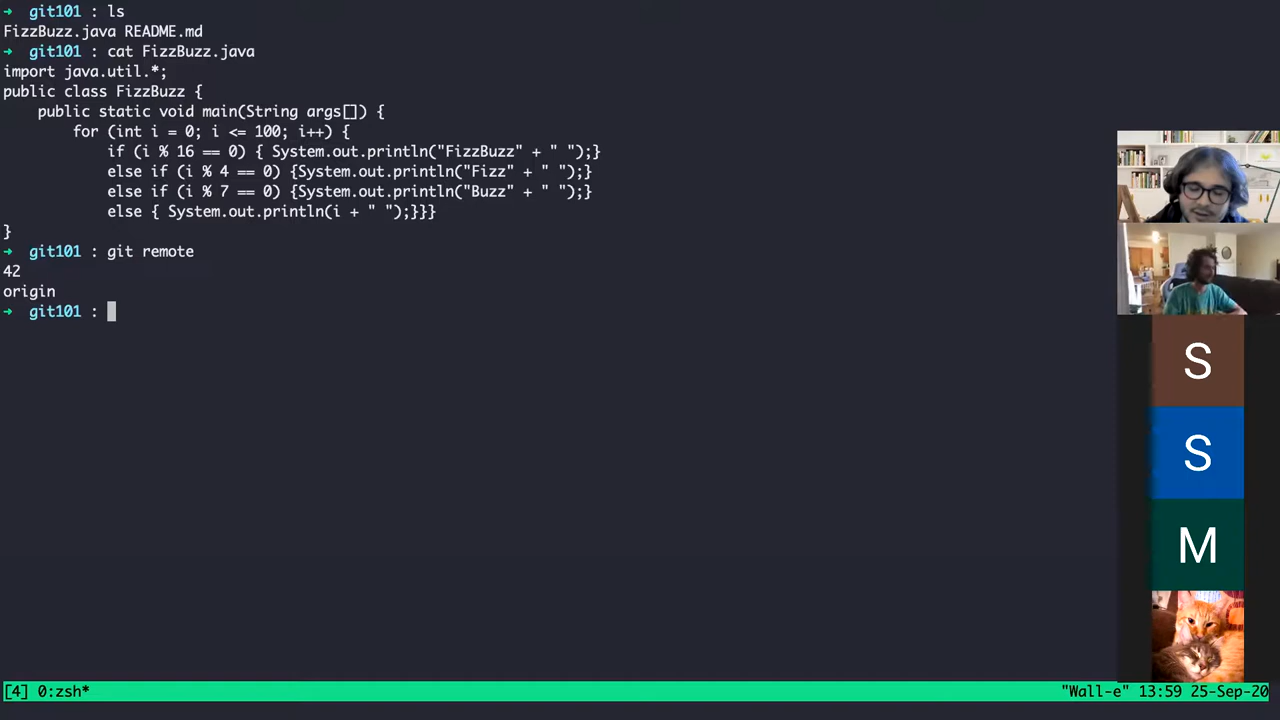 ➜ git101 : ls
FizzBuzz.java README.md
➜ git101 : cat FizzBuzz.java
import java.util.*;
public class FizzBuzz {
    public static void main(String args[]) {
        for (int i = 0; i <= 100; i++) {
            if (i % 16 == 0) { System.out.println("FizzBuzz" + " ");}
            else if (i % 4 == 0) {System.out.println("Fizz" + " ");}
            else if (i % 7 == 0) {System.out.println("Buzz" + " ");}
            else { System.out.println(i + " ");}}}
}
➜ git101 : git remote
42
origin
➜ git101 :
S
S
M
[4] 0:zsh* "Wall-e" 13:59 25-Sep-20